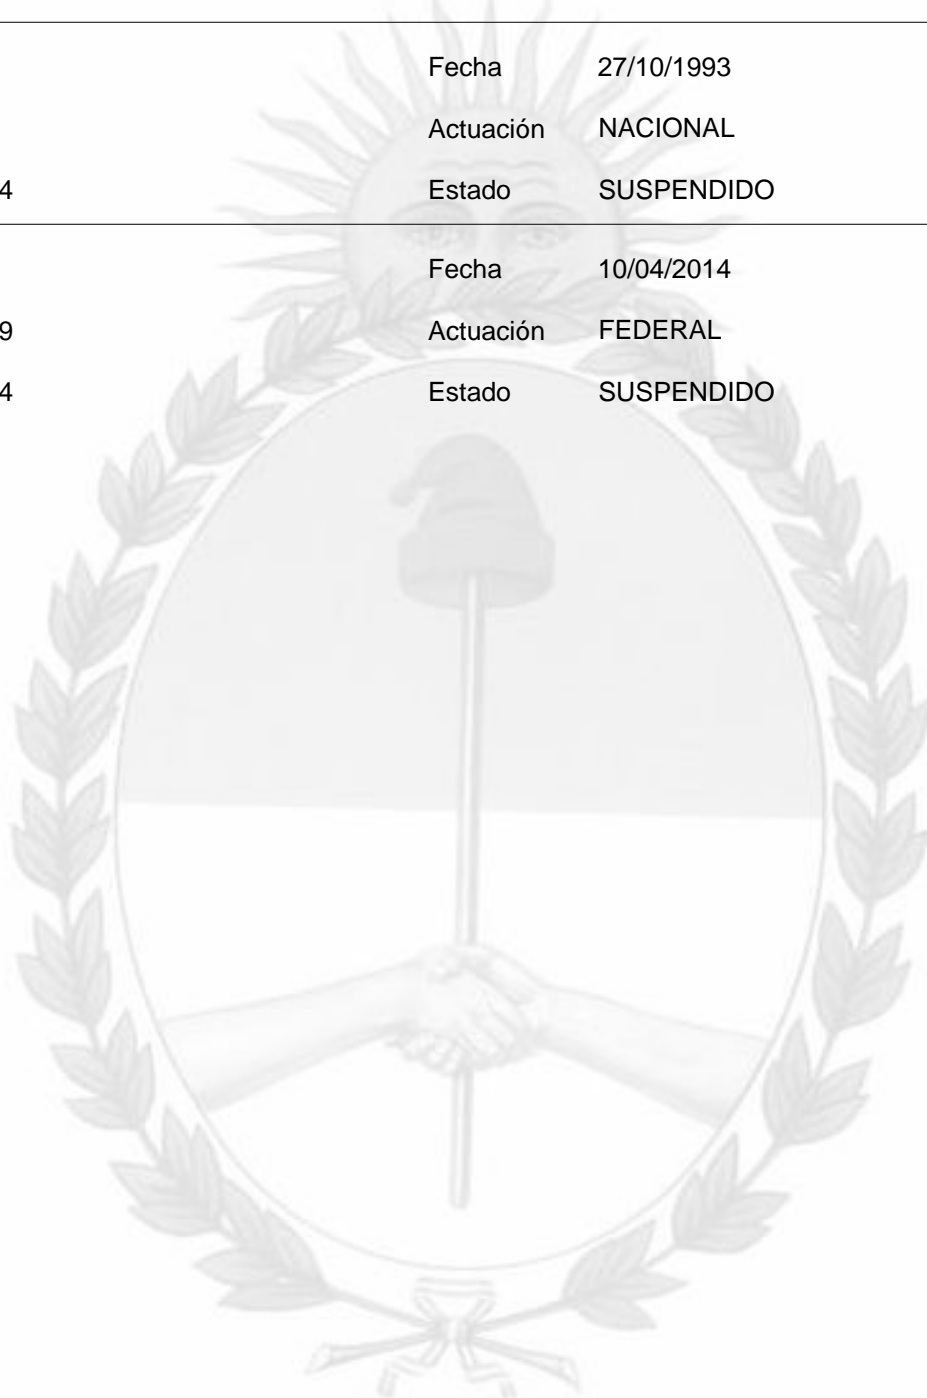 Fecha 27/10/1993
Actuación NACIONAL
4 Estado SUSPENDIDO
Fecha 10/04/2014
9 Actuación FEDERAL
4 Estado SUSPENDIDO